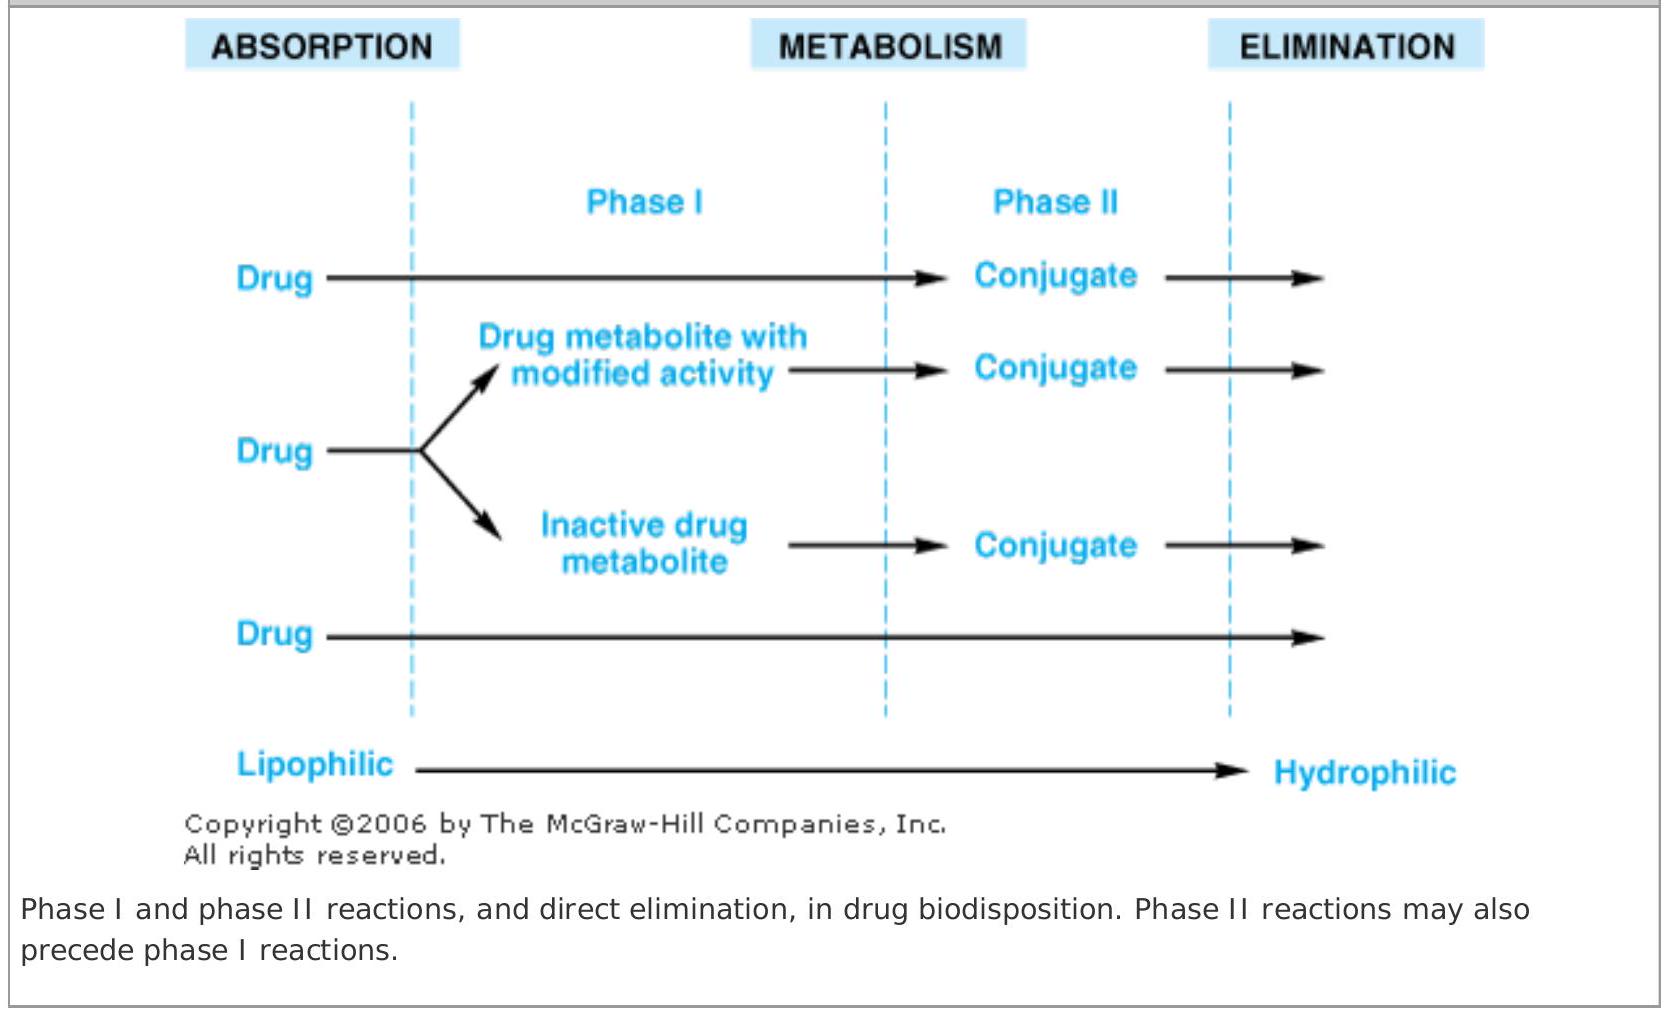 ABSORPTION
METABOLISM
ELIMINATION
Phase I
Phase II
Drug
Conjugate
Drug metabolite with
modified activity
Conjugate
Drug
Inactive drug
metabolite
Conjugate
Drug
Lipophilic
Hydrophilic
Copyright ©2006 by The McGraw-Hill Companies, Inc.
All rights reserved.
Phase I and phase II reactions, and direct elimination, in drug biodisposition. Phase II reactions may also
precede phase I reactions.